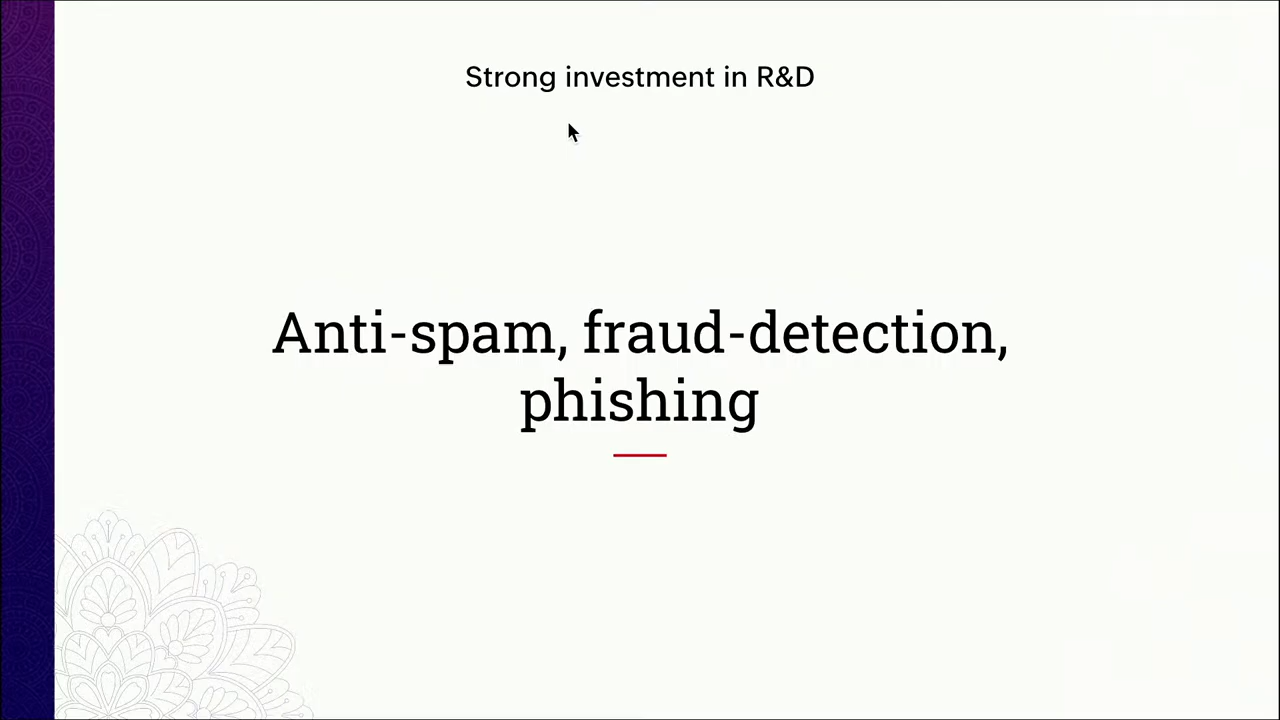 Strong investment in R&D
Anti-spam, fraud-detection,
phishing